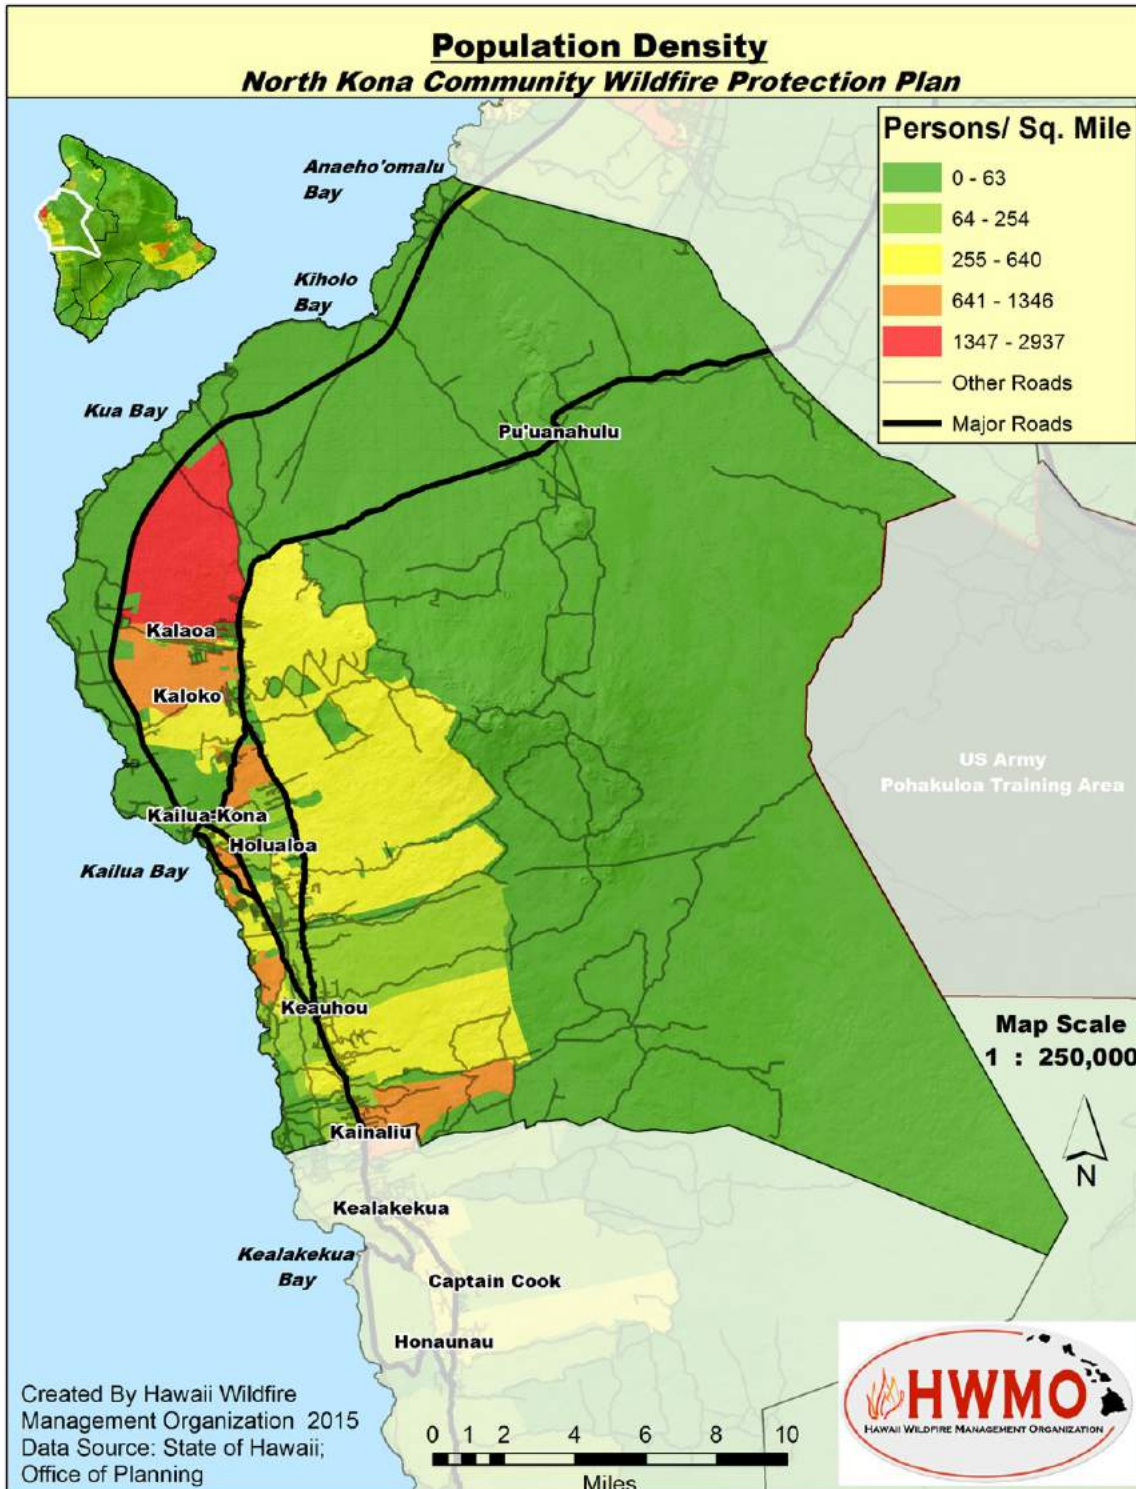 Population Density
North Kona Community Wildfire Protection Plan
Persons/ Sq. Mile
0 - 63
64 - 254
255 - 640
641 - 1346
1347 - 2937
Other Roads
Major Roads
Anaeho'omalu
Bay
Kiholo
Bay
Kua Bay
Pu'uanahulu
Kalaoa
Kaloko
US Army
Pohakuloa Training Area
Kailua-Kona
Holualoa
Kailua Bay
Keauhou
Map Scale
1 : 250,000
N
Kainaliu
Kealakekua
Kealakekua
Bay
Captain Cook
Honaunau
Created By Hawaii Wildfire
Management Organization 2015
Data Source: State of Hawaii;
Office of Planning
0 1 2 4 6 8 10
Miles
HWMO
HAWAII WILDFIRE MANAGEMENT ORGANIZATION